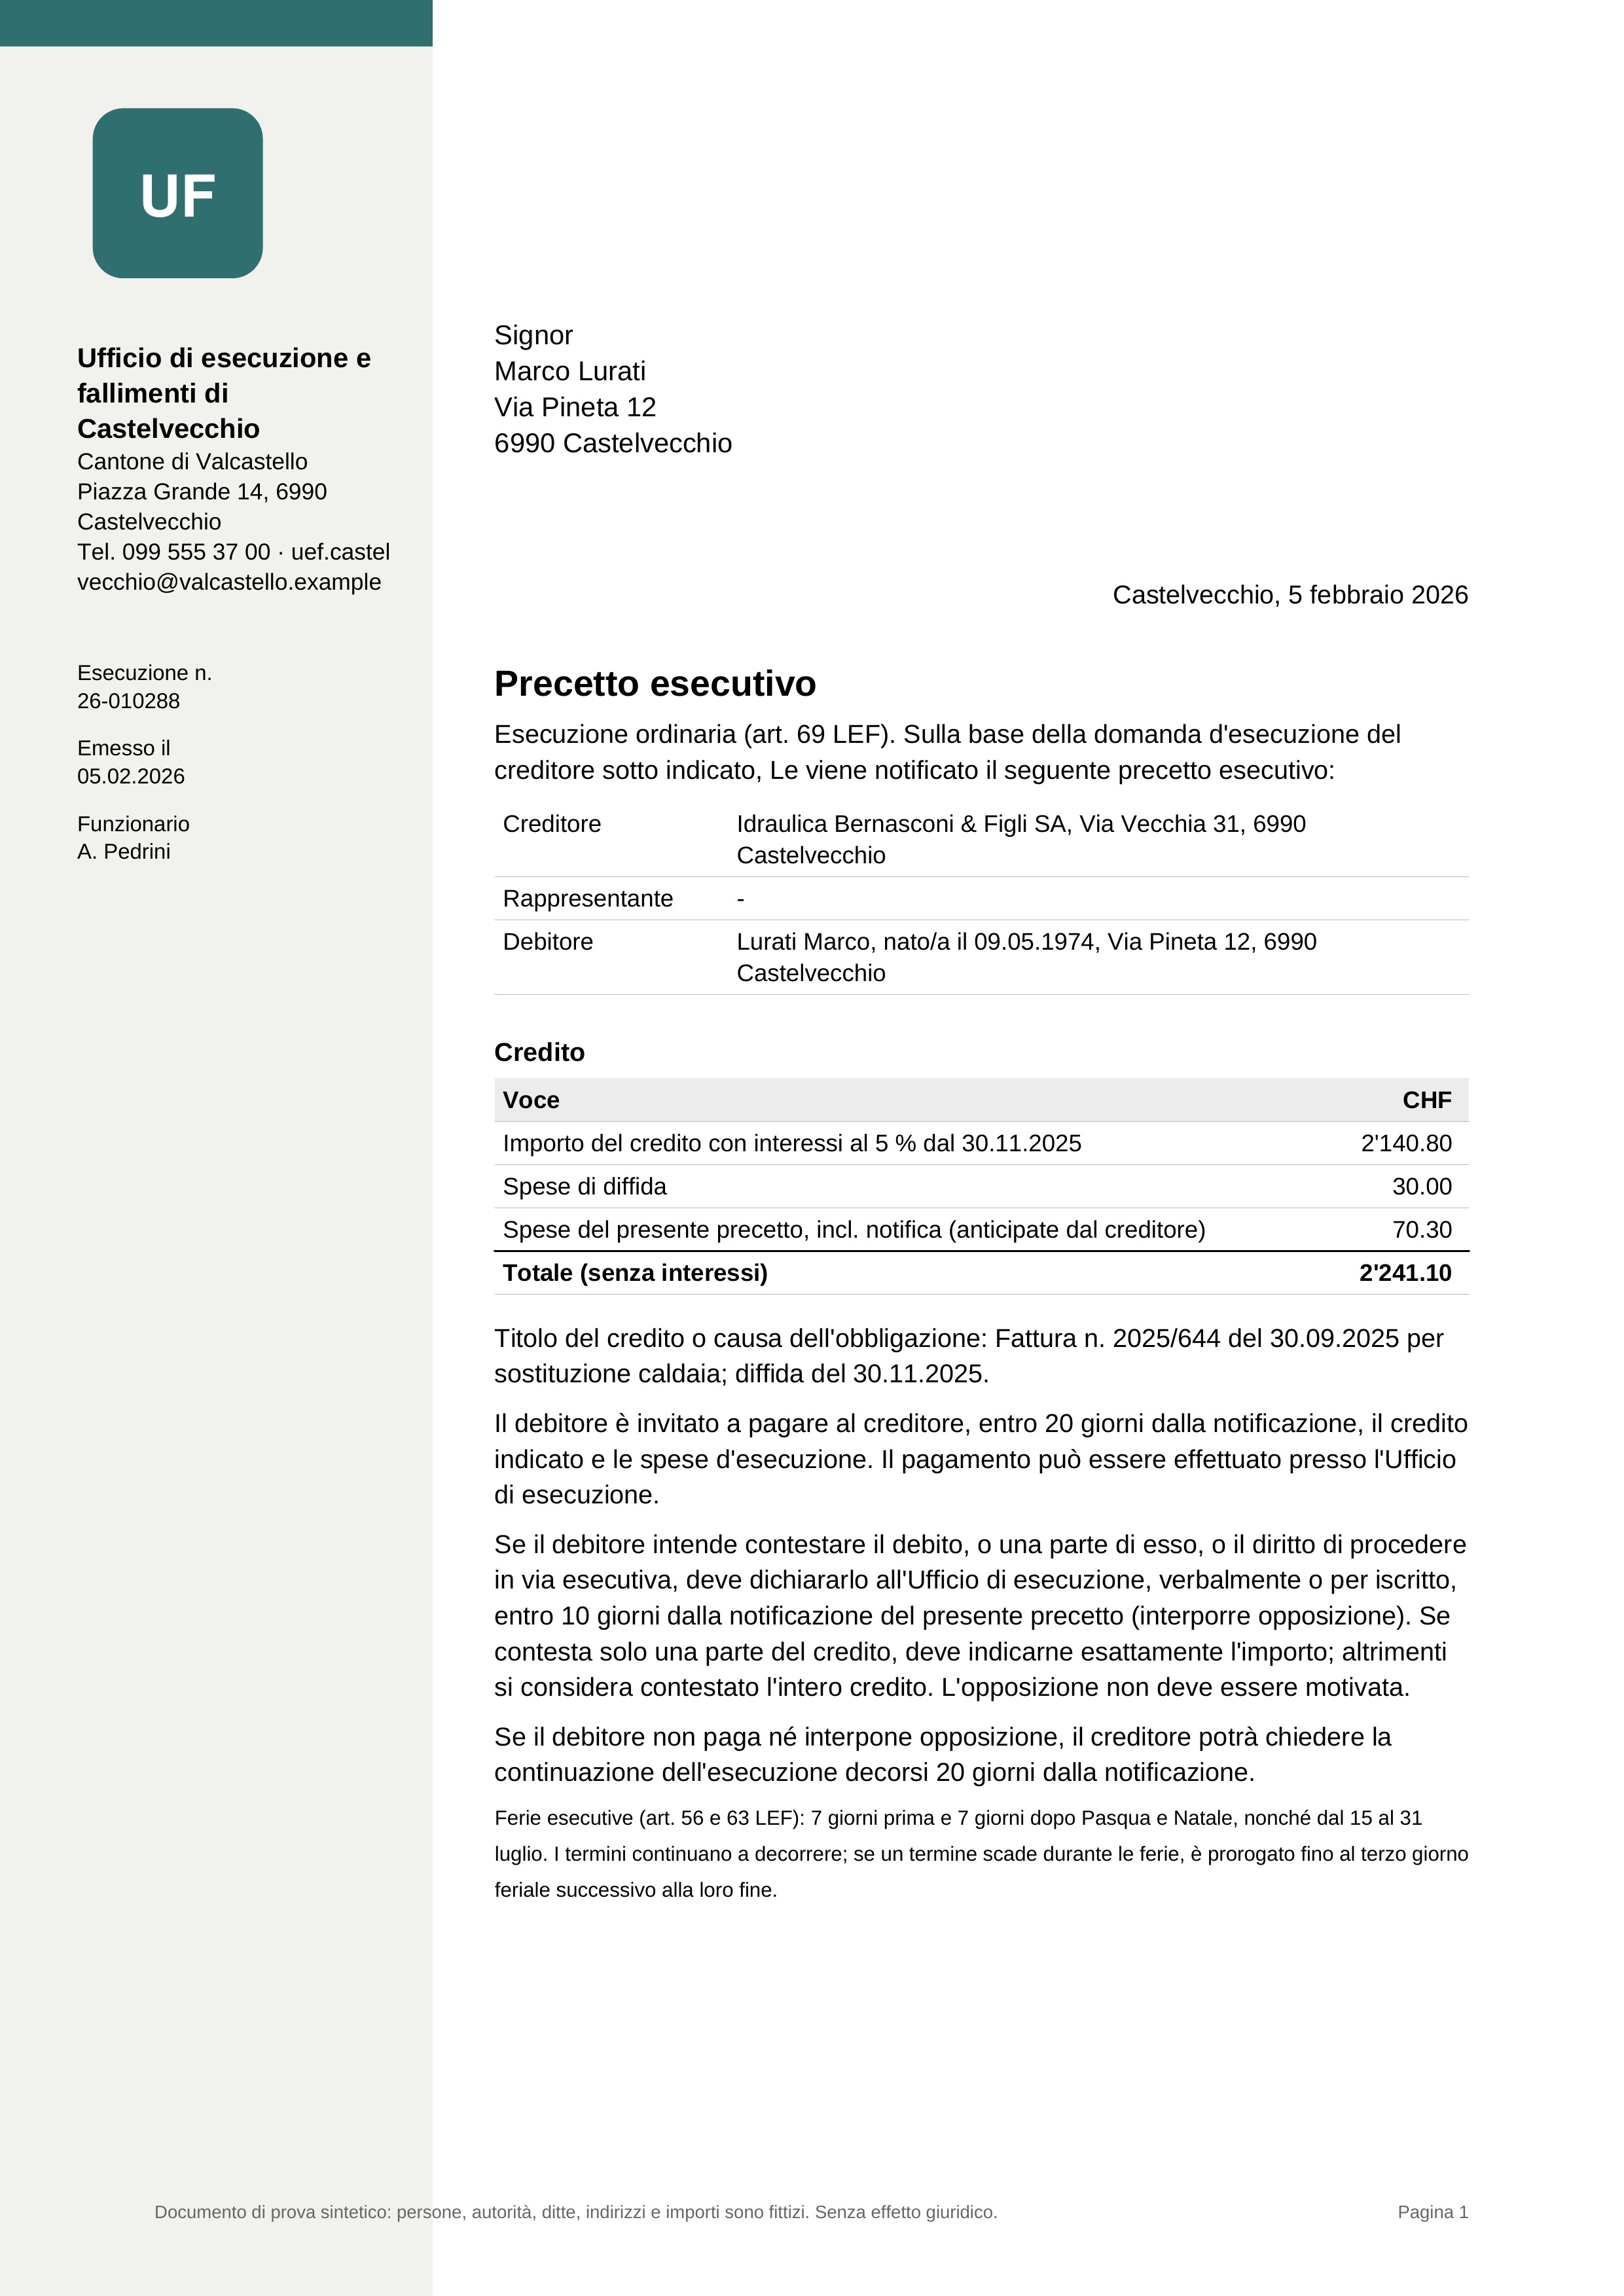 UF
Ufficio di esecuzione e
fallimenti di
Castelvecchio
Cantone di Valcastello
Piazza Grande 14, 6990
Castelvecchio
Tel. 099 555 37 00 · uef.castel
vecchio@valcastello.example
Esecuzione n.
26-010288
Emesso il
05.02.2026
Funzionario
A. Pedrini
Signor
Marco Lurati
Via Pineta 12
6990 Castelvecchio
Castelvecchio, 5 febbraio 2026
Precetto esecutivo
Esecuzione ordinaria (art. 69 LEF). Sulla base della domanda d'esecuzione del
creditore sotto indicato, Le viene notificato il seguente precetto esecutivo:
Creditore Idraulica Bernasconi & Figli SA, Via Vecchia 31, 6990
Castelvecchio
Rappresentante -
Debitore Lurati Marco, nato/a il 09.05.1974, Via Pineta 12, 6990
Castelvecchio
Credito
Voce CHF
Importo del credito con interessi al 5 % dal 30.11.2025 2'140.80
Spese di diffida 30.00
Spese del presente precetto, incl. notifica (anticipate dal creditore) 70.30
Totale (senza interessi) 2'241.10
Titolo del credito o causa dell'obbligazione: Fattura n. 2025/644 del 30.09.2025 per
sostituzione caldaia; diffida del 30.11.2025.
Il debitore è invitato a pagare al creditore, entro 20 giorni dalla notificazione, il credito
indicato e le spese d'esecuzione. Il pagamento può essere effettuato presso l'Ufficio
di esecuzione.
Se il debitore intende contestare il debito, o una parte di esso, o il diritto di procedere
in via esecutiva, deve dichiararlo all'Ufficio di esecuzione, verbalmente o per iscritto,
entro 10 giorni dalla notificazione del presente precetto (interporre opposizione). Se
contesta solo una parte del credito, deve indicarne esattamente l'importo; altrimenti
si considera contestato l'intero credito. L'opposizione non deve essere motivata.
Se il debitore non paga né interpone opposizione, il creditore potrà chiedere la
continuazione dell'esecuzione decorsi 20 giorni dalla notificazione.
Ferie esecutive (art. 56 e 63 LEF): 7 giorni prima e 7 giorni dopo Pasqua e Natale, nonché dal 15 al 31
luglio. I termini continuano a decorrere; se un termine scade durante le ferie, è prorogato fino al terzo giorno
feriale successivo alla loro fine.
Documento di prova sintetico: persone, autorità, ditte, indirizzi e importi sono fittizi. Senza effetto giuridico. Pagina 1